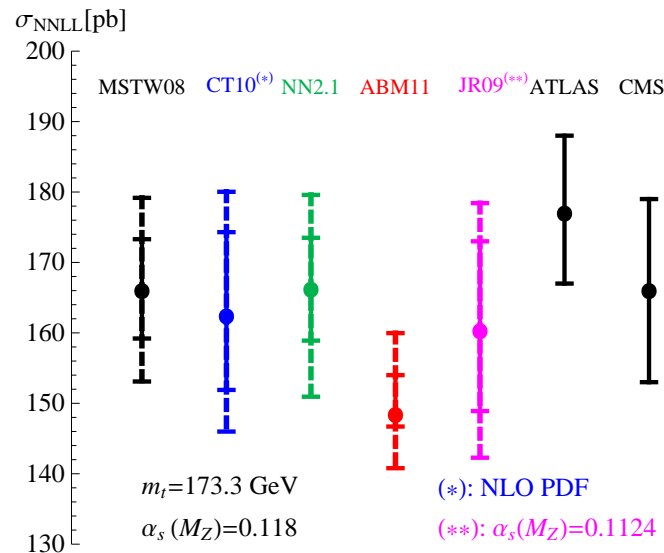 σNNLL[pb]
200
MSTW08 CT10(*) NN2.1 ABM11 JR09(**) ATLAS CMS
190
180
170
160
150
140
mt=173.3 GeV (*): NLO PDF
αs(MZ)=0.118 (**): αs(MZ)=0.1124
130